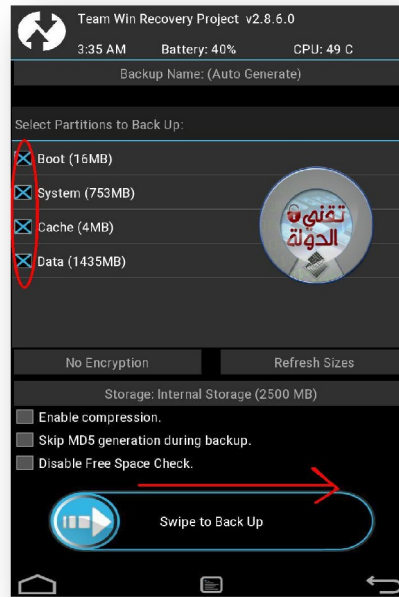 Team Win Recovery Project v2.8.6.0
3:35 AM Battery: 40% CPU: 49 C
Backup Name: (Auto Generate)
Select Partitions to Back Up:
Boot (16MB)
System (753MB)
Cache (4MB)
Data (1435MB)
تقني
الدولة
No Encryption Refresh Sizes
Storage: Internal Storage (2500 MB)
Enable compression.
Skip MD5 generation during backup.
Disable Free Space Check.
Swipe to Back Up